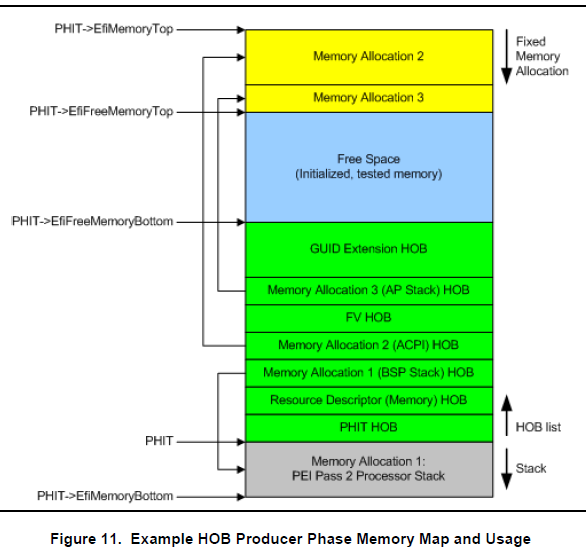 PHIT->EfiMemoryTop
Memory Allocation 2
Fixed
Memory
Allocation
Memory Allocation 3
PHIT->EfiFreeMemoryTop
Free Space
(Initialized, tested memory)
PHIT->EfiFreeMemoryBottom
GUID Extension HOB
Memory Allocation 3 (AP Stack) HOB
FV HOB
Memory Allocation 2 (ACPI) HOB
Memory Allocation 1 (BSP Stack) HOB
Resource Descriptor (Memory) HOB
PHIT HOB
HOB list
PHIT
Memory Allocation 1:
PEI Pass 2 Processor Stack
Stack
PHIT->EfiMemoryBottom
Figure 11. Example HOB Producer Phase Memory Map and Usage